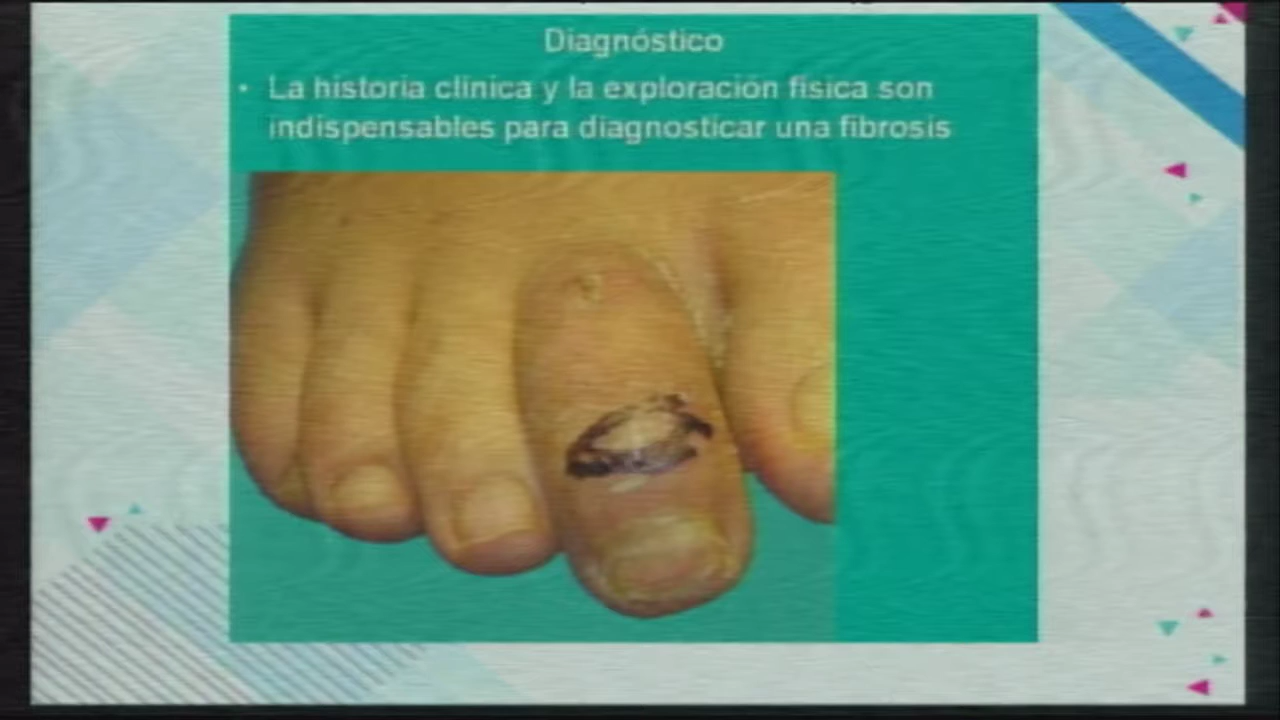 Diagnóstico
• La historia clínica y la exploración física son
indispensables para diagnosticar una fibrosis